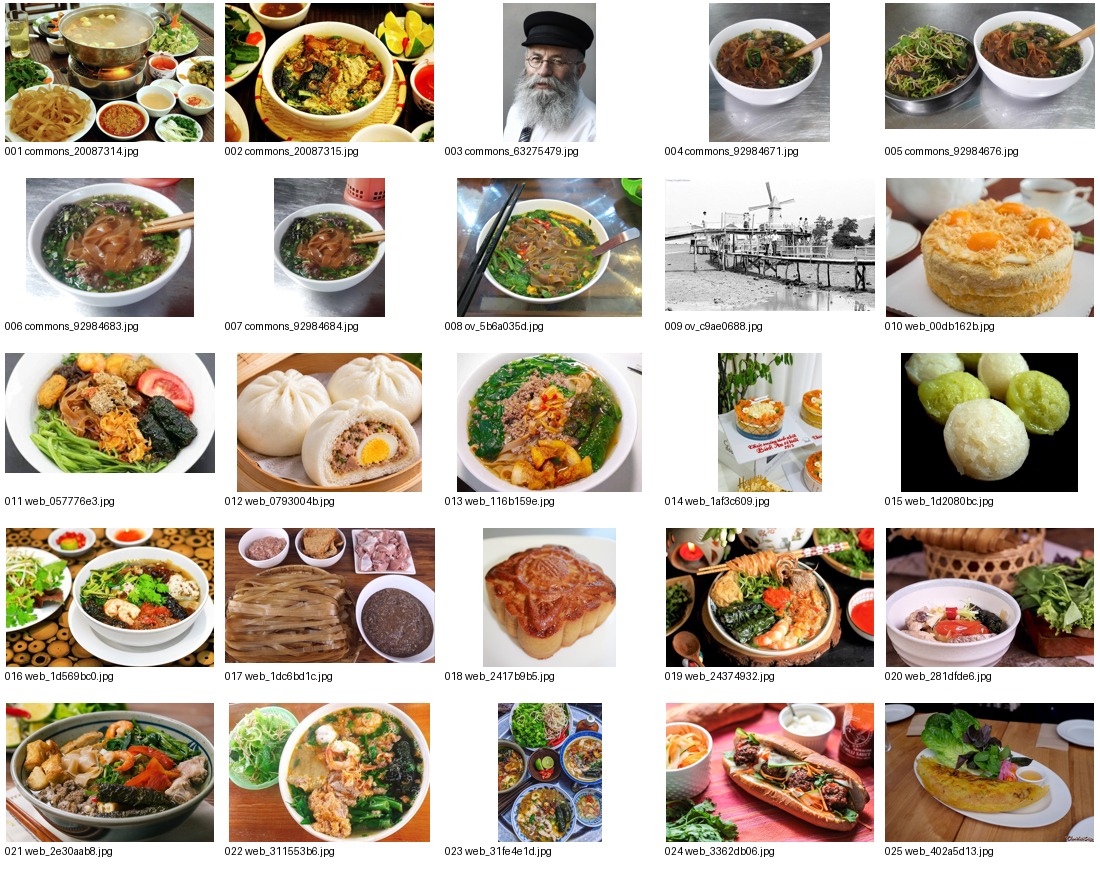 001 commons_20087314.jpg
002 commons_20087315.jpg
003 commons_63275479.jpg
004 commons_92984671.jpg
005 commons_92984676.jpg
006 commons_92984683.jpg
007 commons_92984684.jpg
008 ov_5b6a035d.jpg
009 ov_c9ae0688.jpg
010 web_00db162b.jpg
011 web_057776e3.jpg
012 web_0793004b.jpg
013 web_116b159e.jpg
014 web_1af3c609.jpg
015 web_1d2080bc.jpg
016 web_1d569bc0.jpg
017 web_1dc6bd1c.jpg
018 web_2417b9b5.jpg
019 web_24374932.jpg
020 web_281dfde6.jpg
021 web_2e30aab8.jpg
022 web_311553b6.jpg
023 web_31fe4e1d.jpg
024 web_3362db06.jpg
025 web_402a5d13.jpg